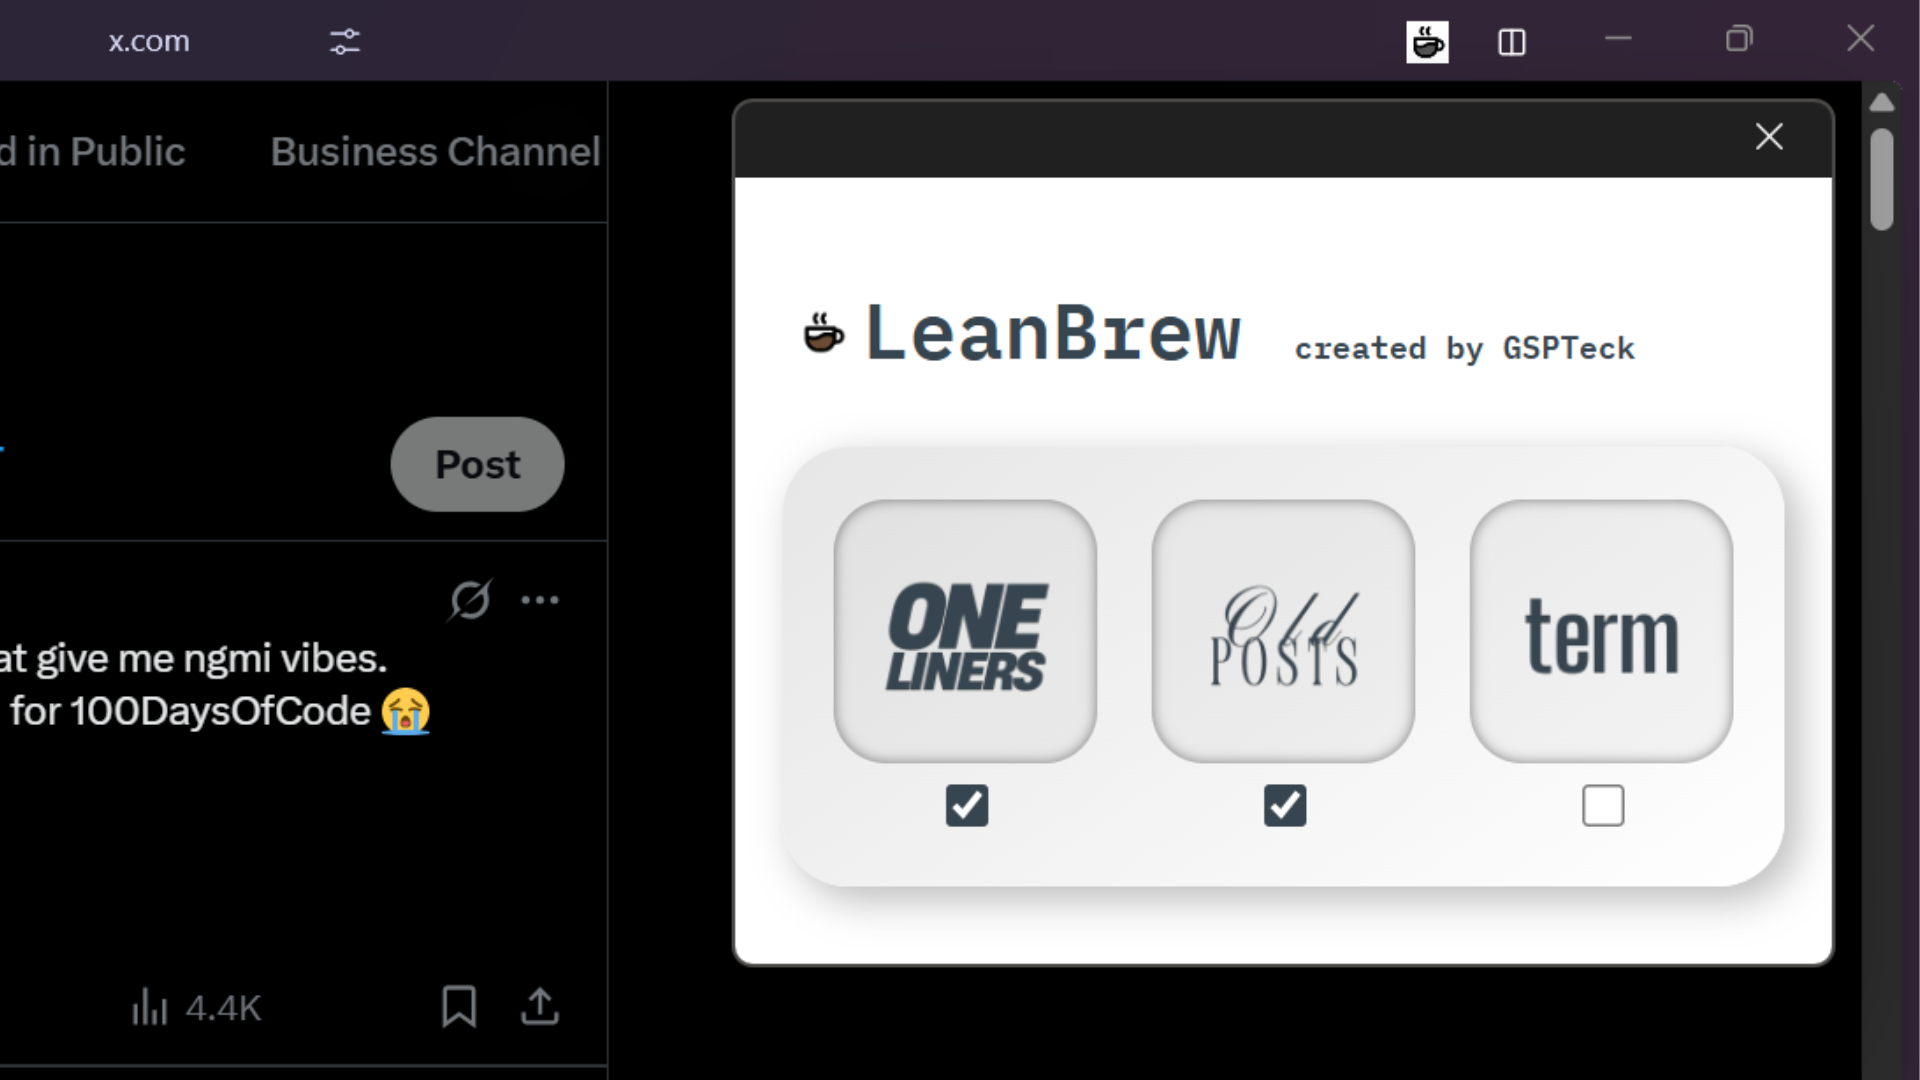 x.com
d in Public
Business Channel
Post
at give me ngmi vibes.
for 100DaysOfCode 😭
4.4K
LeanBrew created by GSPTeck
ONE
LINERS
Old
POSTS
term